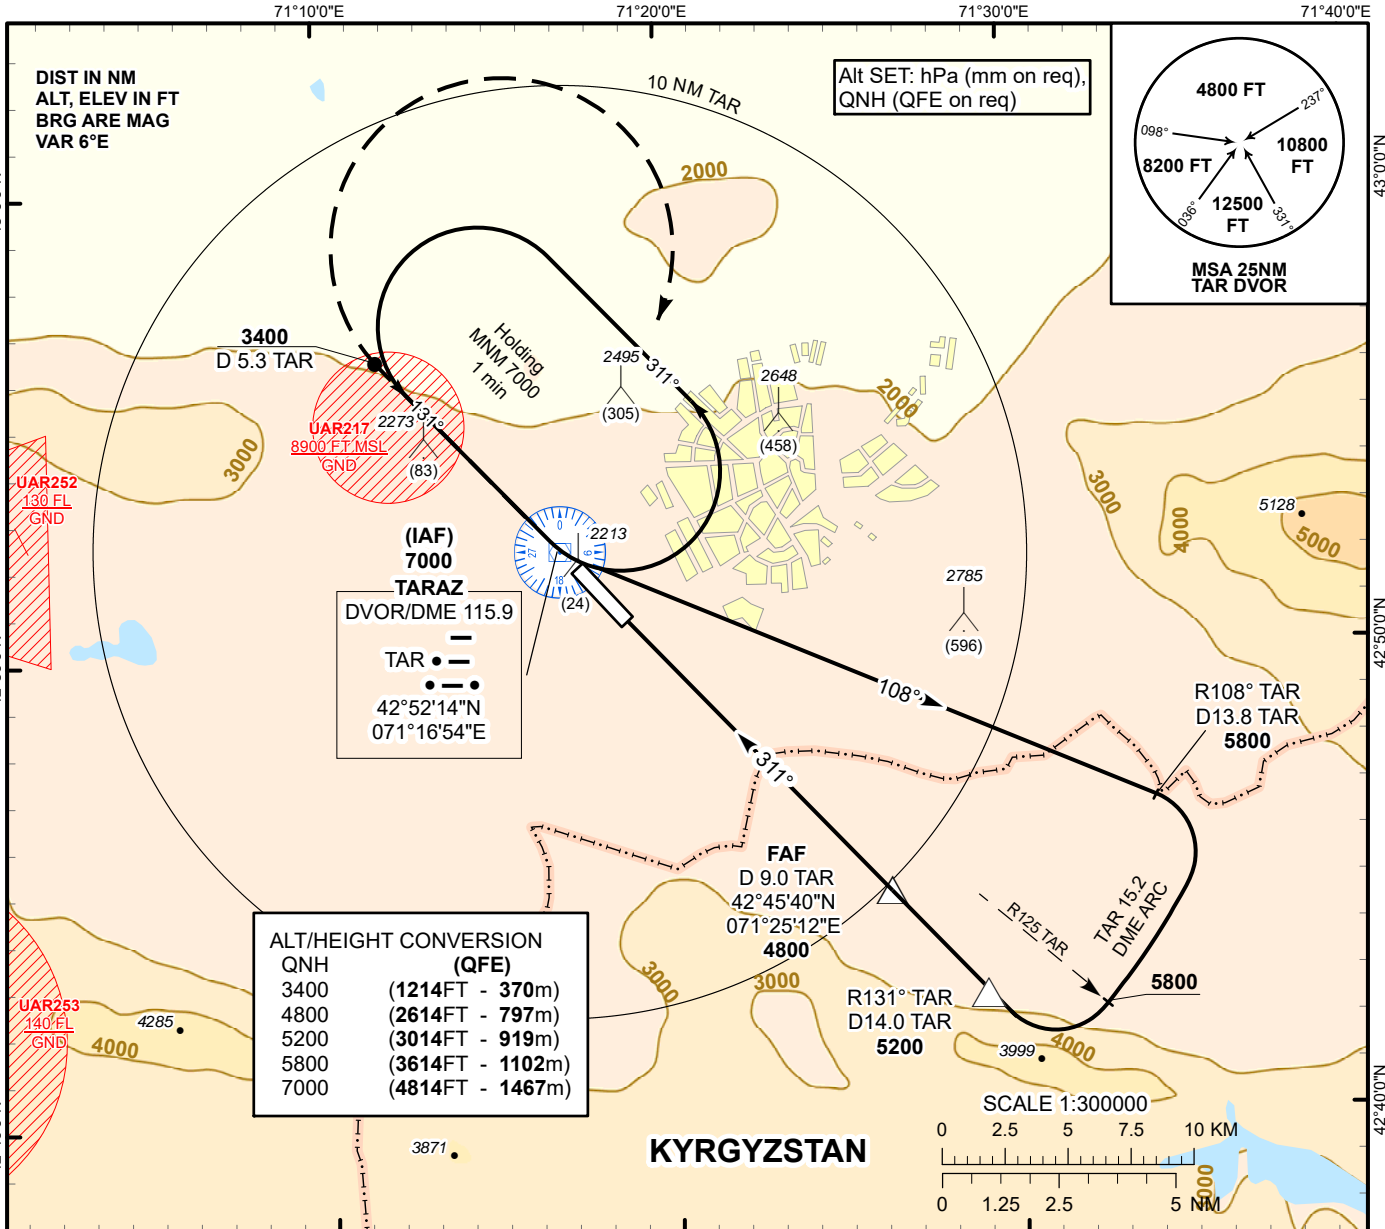 71°10'0"E
71°20'0"E
71°30'0"E
71°40'0"E
DIST IN NM
ALT, ELEV IN FT
BRG ARE MAG
VAR 6°E
10 NM TAR
Alt SET: hPa (mm on req),
QNH (QFE on req)
4800 FT
237°
098°
10800
FT
8200 FT
12500
FT
036°
331°
MSA 25NM
TAR DVOR
43°0'0"N
2000
3400
D 5.3 TAR
Holding
MNM 7000
1 min
2495
(305)
311°
2648
(458)
2000
2273
131°
(83)
UAR217
8900 FT MSL
GND
3000
UAR252
130 FL
GND
3000
4000
5128
5000
(IAF)
7000
TARAZ
DVOR/DME 115.9
TAR
42°52'14"N
071°16'54"E
0
9
18
27
2213
(24)
2785
(596)
42°50'0"N
108°
R108° TAR
D13.8 TAR
5800
311°
FAF
D 9.0 TAR
42°45'40"N
071°25'12"E
4800
R125 TAR
TAR 15.2
DME ARC
5800
3000
3000
R131° TAR
D14.0 TAR
5200
ALT/HEIGHT CONVERSION
QNH (QFE)
3400 (1214FT - 370m)
4800 (2614FT - 797m)
5200 (3014FT - 919m)
5800 (3614FT - 1102m)
7000 (4814FT - 1467m)
UAR253
140 FL
GND
4285
4000
3999
4000
42°40'0"N
3871
KYRGYZSTAN
SCALE 1:300000
0 2.5 5 7.5 10 KM
0 1.25 2.5 5 NM